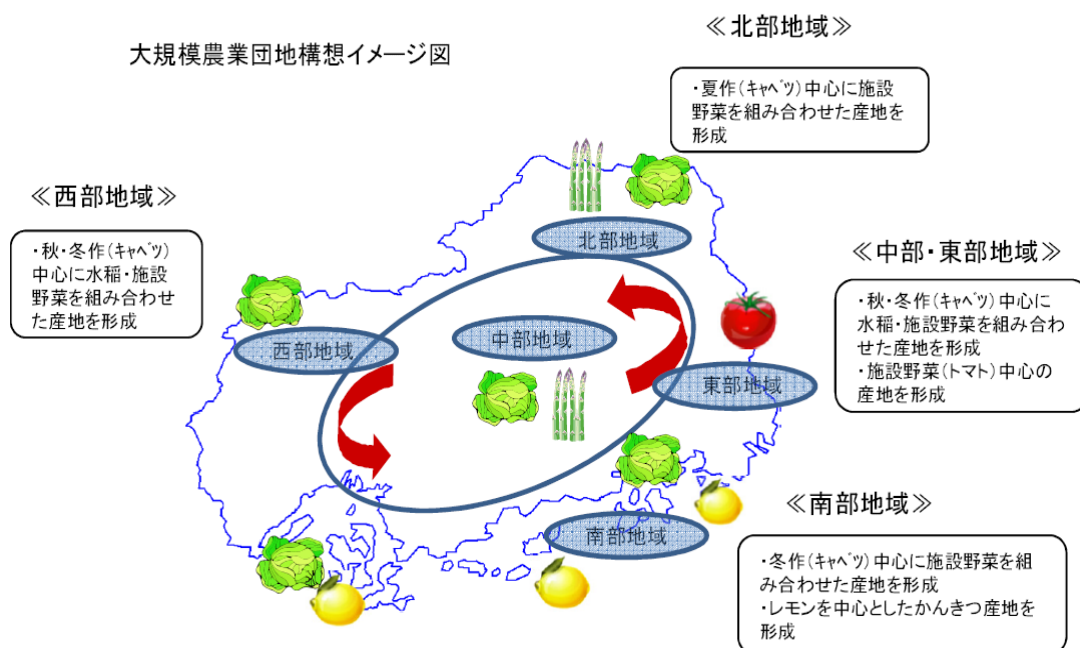 大規模農業団地構想イメージ図
≪北部地域≫
・夏作(ｷｬﾍﾞﾂ)中心に施設
野菜を組み合わせた産地を
形成
≪西部地域≫
・秋・冬作(ｷｬﾍﾞﾂ)
中心に水稲・施設
野菜を組み合わせ
た産地を形成
北部地域
西部地域
中部地域
東部地域
南部地域
≪中部・東部地域≫
・秋・冬作(ｷｬﾍﾞﾂ)中心に
水稲・施設野菜を組み合わ
せた産地を形成
・施設野菜(トマト)中心の
産地を形成
≪南部地域≫
・冬作(ｷｬﾍﾞﾂ)中心に施設野菜を組
み合わせた産地を形成
・レモンを中心としたかんきつ産地を
形成